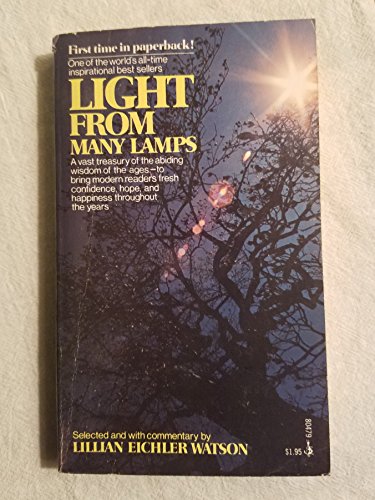 First time in paperback!
One of the world's all-time
inspirational best sellers
LIGHT
FROM
MANY LAMPS
A vast treasury of the abiding
wisdom of the ages—to
bring modern readers fresh
confidence, hope, and
happiness throughout
the years
Selected and with commentary by
LILLIAN EICHLER WATSON
80479
$1.95